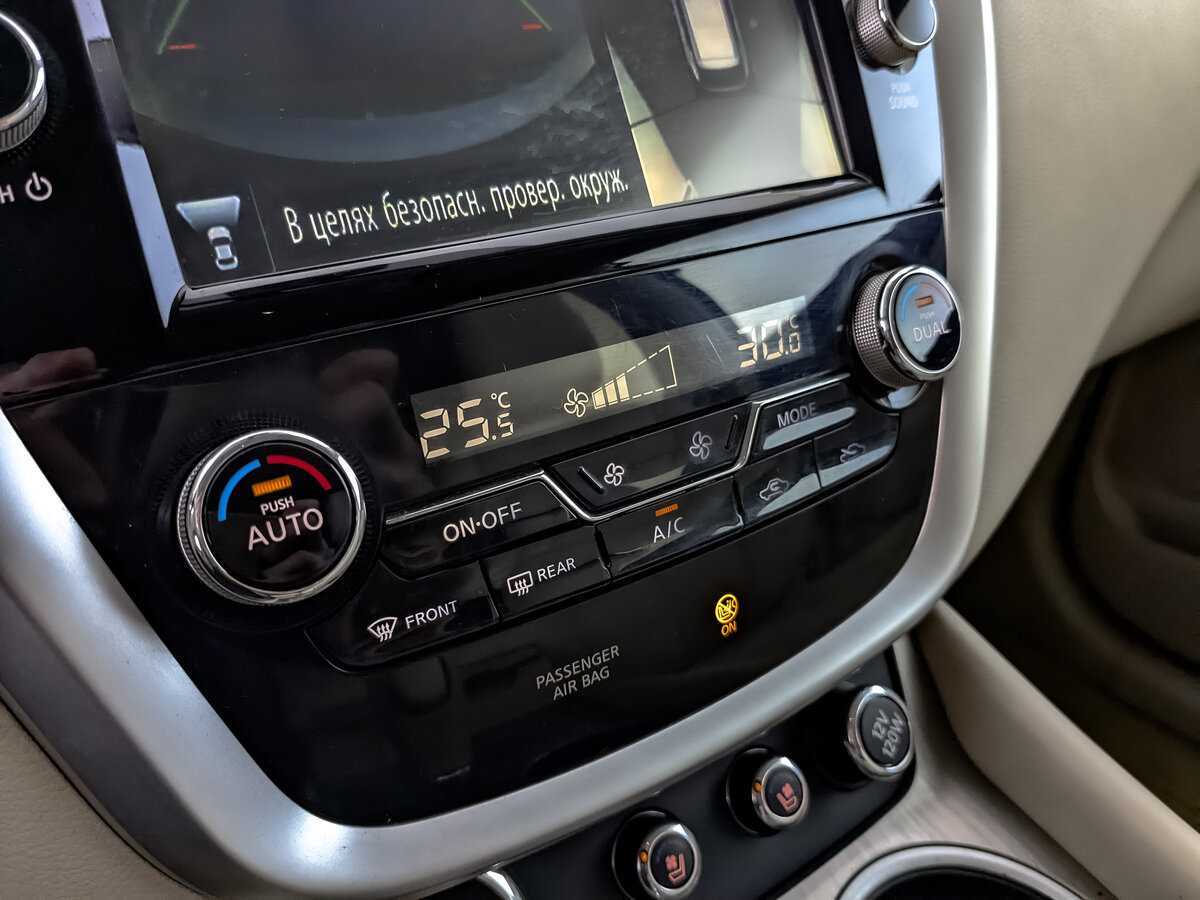 PUSH
SOUND
H
В целях безопасн. провер. окруж.
25.5 °C
30.0 °C
PUSH
DUAL
PUSH
AUTO
MODE
ON·OFF
A/C
REAR
FRONT
ON
PASSENGER
AIR BAG
12V
120W